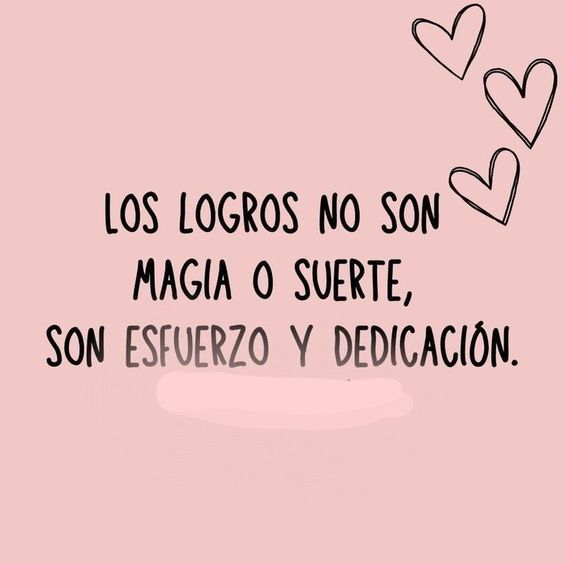 LOS LOGROS NO SON
MAGIA O SUERTE,
SON ESFUERZO Y DEDICACIÓN.